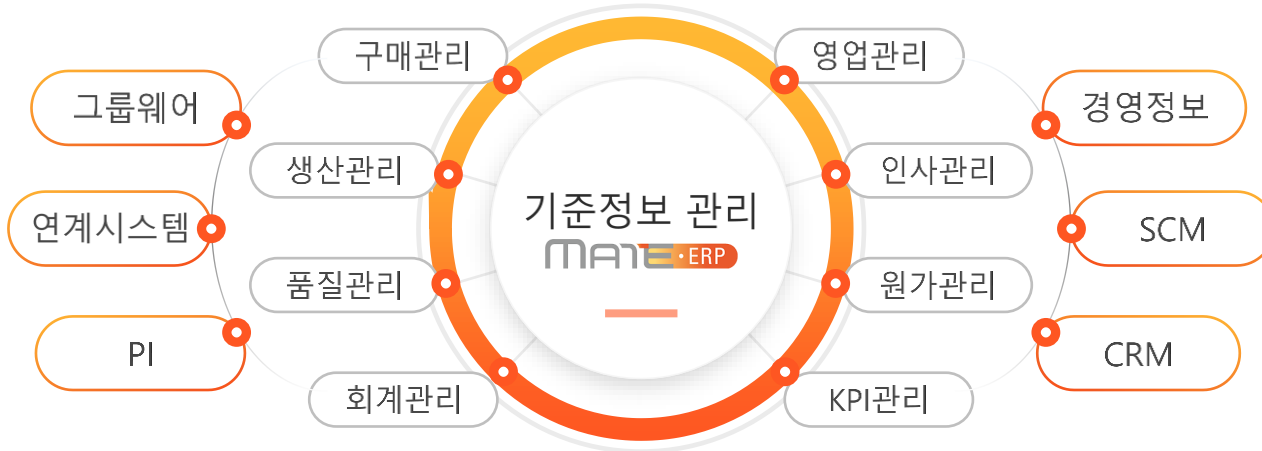 구매관리
영업관리
그룹웨어
경영정보
생산관리
인사관리
기준정보 관리
연계시스템
SCM
MATE·ERP
품질관리
원가관리
PI
CRM
회계관리
KPI관리